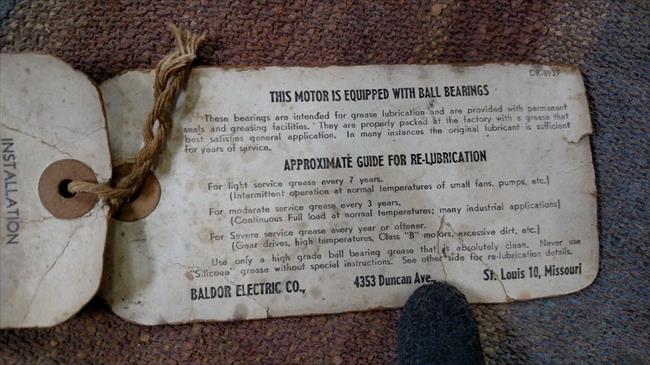 DR-8939
THIS MOTOR IS EQUIPPED WITH BALL BEARINGS
These bearings are intended for grease lubrication and are provided with permanent
seals and greasing facilities. They are properly packed at the factory with a grease that
best satisfies general application. In many instances the original lubricant is sufficient
for years of service.
APPROXIMATE GUIDE FOR RE-LUBRICATION
For light service grease every 7 years.
(Intermittent operation at normal temperatures of small fans, pumps, etc.)
For moderate service grease every 3 years.
(Continuous Full load at normal temperatures; many industrial applications)
For Severe service grease every year or oftener.
(Gear drives, high temperatures, Class "B" motors, excessive dirt, etc.)
Use only a high grade ball bearing grease that is absolutely clean. Never use
"Silicone" grease without special instructions. See other side for re-lubrication details.
BALDOR ELECTRIC CO., 4353 Duncan Ave., St. Louis 10, Missouri
INSTALLATION